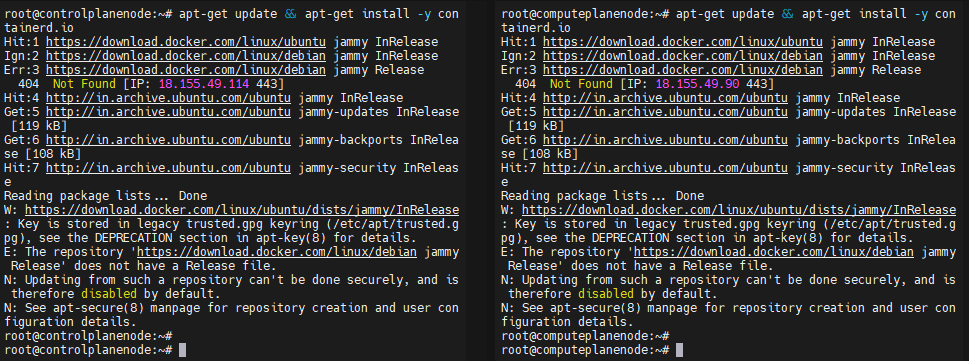 root@controlplanenode:~# apt-get update && apt-get install -y con
tainerd.io
Hit:1 https://download.docker.com/linux/ubuntu jammy InRelease
Ign:2 https://download.docker.com/linux/debian jammy InRelease
Err:3 https://download.docker.com/linux/debian jammy Release
  404  Not Found [IP: 18.155.49.114 443]
Hit:4 http://in.archive.ubuntu.com/ubuntu jammy InRelease
Get:5 http://in.archive.ubuntu.com/ubuntu jammy-updates InRelease
 [119 kB]
Get:6 http://in.archive.ubuntu.com/ubuntu jammy-backports InRelea
se [108 kB]
Hit:7 http://in.archive.ubuntu.com/ubuntu jammy-security InReleas
e
Reading package lists... Done
W: https://download.docker.com/linux/ubuntu/dists/jammy/InRelease
: Key is stored in legacy trusted.gpg keyring (/etc/apt/trusted.g
pg), see the DEPRECATION section in apt-key(8) for details.
E: The repository 'https://download.docker.com/linux/debian jammy
 Release' does not have a Release file.
N: Updating from such a repository can't be done securely, and is
 therefore disabled by default.
N: See apt-secure(8) manpage for repository creation and user con
figuration details.
root@controlplanenode:~#
root@controlplanenode:~#
root@computeplanenode:~# apt-get update && apt-get install -y con
tainerd.io
Hit:1 https://download.docker.com/linux/ubuntu jammy InRelease
Ign:2 https://download.docker.com/linux/debian jammy InRelease
Err:3 https://download.docker.com/linux/debian jammy Release
  404  Not Found [IP: 18.155.49.90 443]
Hit:4 http://in.archive.ubuntu.com/ubuntu jammy InRelease
Get:5 http://in.archive.ubuntu.com/ubuntu jammy-updates InRelease
 [119 kB]
Get:6 http://in.archive.ubuntu.com/ubuntu jammy-backports InRelea
se [108 kB]
Hit:7 http://in.archive.ubuntu.com/ubuntu jammy-security InReleas
e
Reading package lists... Done
W: https://download.docker.com/linux/ubuntu/dists/jammy/InRelease
: Key is stored in legacy trusted.gpg keyring (/etc/apt/trusted.g
pg), see the DEPRECATION section in apt-key(8) for details.
E: The repository 'https://download.docker.com/linux/debian jammy
 Release' does not have a Release file.
N: Updating from such a repository can't be done securely, and is
 therefore disabled by default.
N: See apt-secure(8) manpage for repository creation and user con
figuration details.
root@computeplanenode:~#
root@computeplanenode:~#